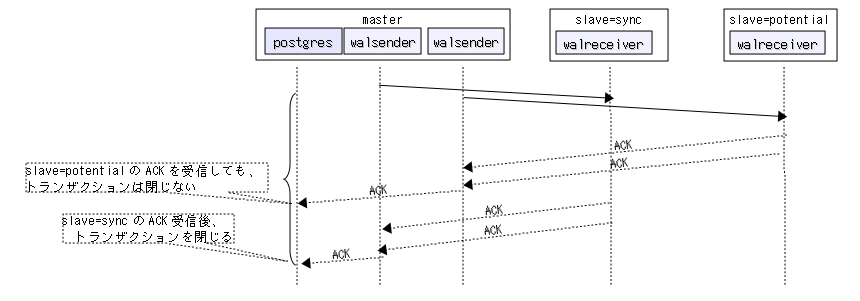 master
slave=sync
slave=potential
postgres
walsender
walsender
walreceiver
walreceiver
ACK
ACK
slave=potential の ACK を受信しても、
トランザクションは閉じない
ACK
ACK
slave=sync の ACK 受信後、
トランザクションを閉じる
ACK
ACK